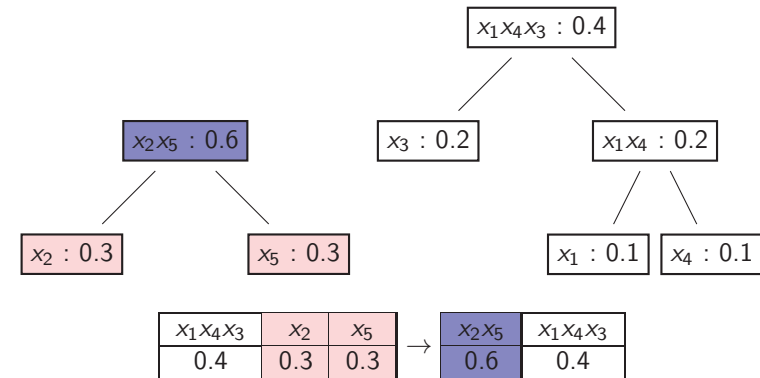 x₁x₄x₃ : 0.4
x₂x₅ : 0.6
x₃ : 0.2
x₁x₄ : 0.2
x₂ : 0.3
x₅ : 0.3
x₁ : 0.1
x₄ : 0.1
x₁x₄x₃ x₂ x₅ → x₂x₅ x₁x₄x₃
0.4 0.3 0.3 0.6 0.4